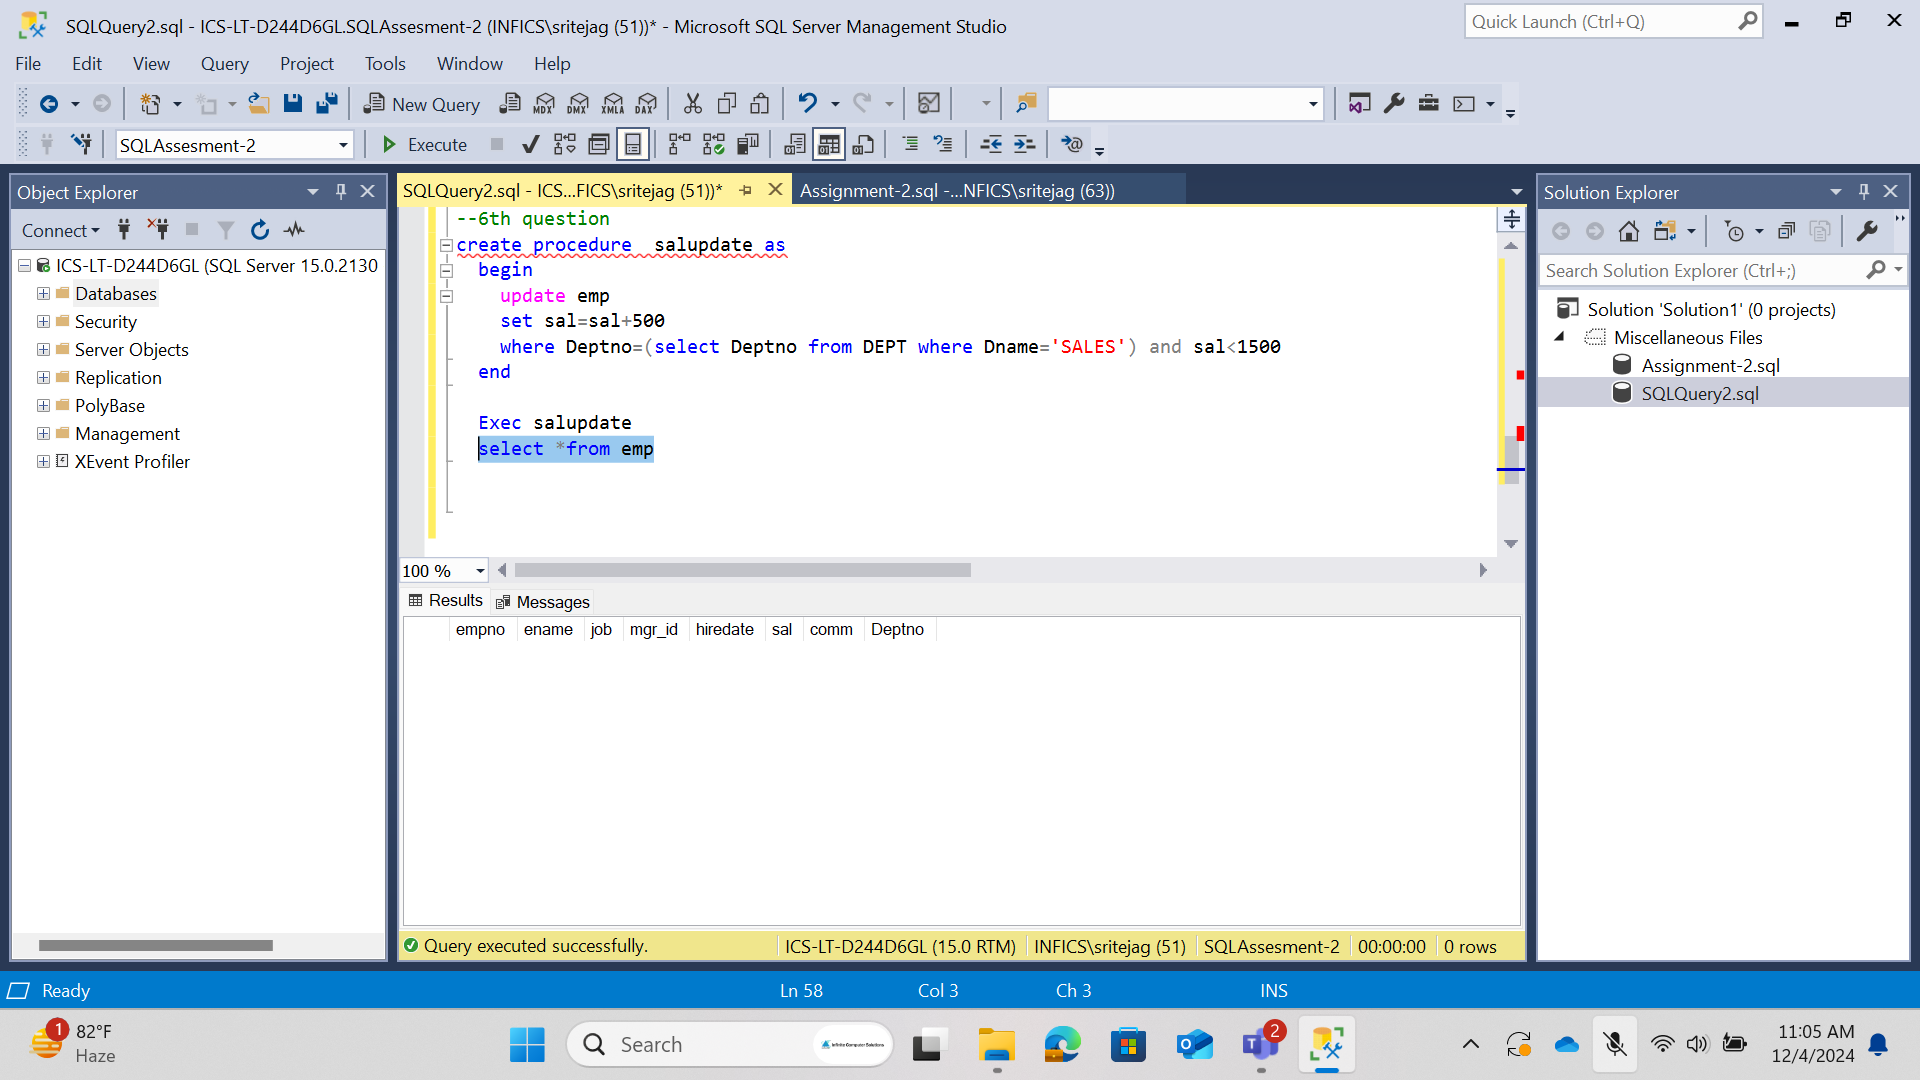 SQLQuery2.sql - ICS-LT-D244D6GL.SQLAssesment-2 (INFICS\sritejag (51))* - Microsoft SQL Server Management Studio
Quick Launch (Ctrl+Q)
File Edit View Query Project Tools Window Help
New Query
MDX DMX XMLA DAX
SQLAssesment-2
Execute
Object Explorer
Connect
ICS-LT-D244D6GL (SQL Server 15.0.2130
Databases
Security
Server Objects
Replication
PolyBase
Management
XEvent Profiler
SQLQuery2.sql - ICS...FICS\sritejag (51))*
Assignment-2.sql -...NFICS\sritejag (63))
--6th question
create procedure  salupdate as
begin
update emp
set sal=sal+500
where Deptno=(select Deptno from DEPT where Dname='SALES') and sal<1500
end
Exec salupdate
select *from emp
100 %
Results Messages
empno ename job mgr_id hiredate sal comm Deptno
Query executed successfully.
ICS-LT-D244D6GL (15.0 RTM) INFICS\sritejag (51) SQLAssesment-2 00:00:00 0 rows
Solution Explorer
Search Solution Explorer (Ctrl+;)
Solution 'Solution1' (0 projects)
Miscellaneous Files
Assignment-2.sql
SQLQuery2.sql
Ready
Ln 58
Col 3
Ch 3
INS
1
82°F
Haze
Search
Infinite Computer Solutions
2
11:05 AM
12/4/2024